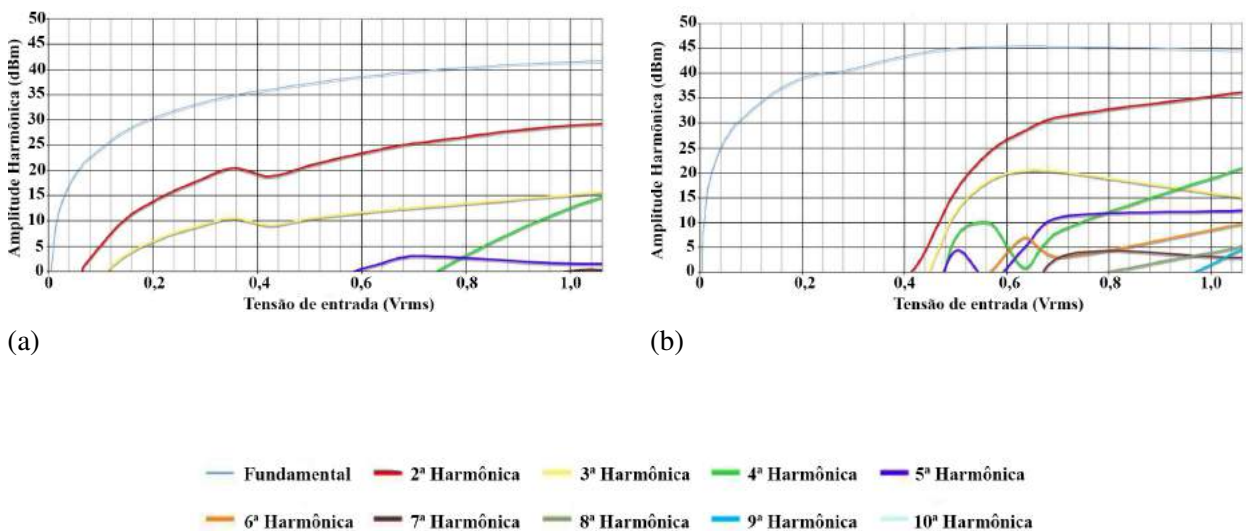 Amplitude Harmônica (dBm)
50
45
40
35
30
25
20
15
10
5
0
0 0,2 0,4 0,6 0,8 1,0
Tensão de entrada (Vrms)
(a)
Amplitude Harmônica (dBm)
50
45
40
35
30
25
20
15
10
5
0
0 0,2 0,4 0,6 0,8 1,0
Tensão de entrada (Vrms)
(b)
Fundamental 2ª Harmônica 3ª Harmônica 4ª Harmônica 5ª Harmônica
6ª Harmônica 7ª Harmônica 8ª Harmônica 9ª Harmônica 10ª Harmônica